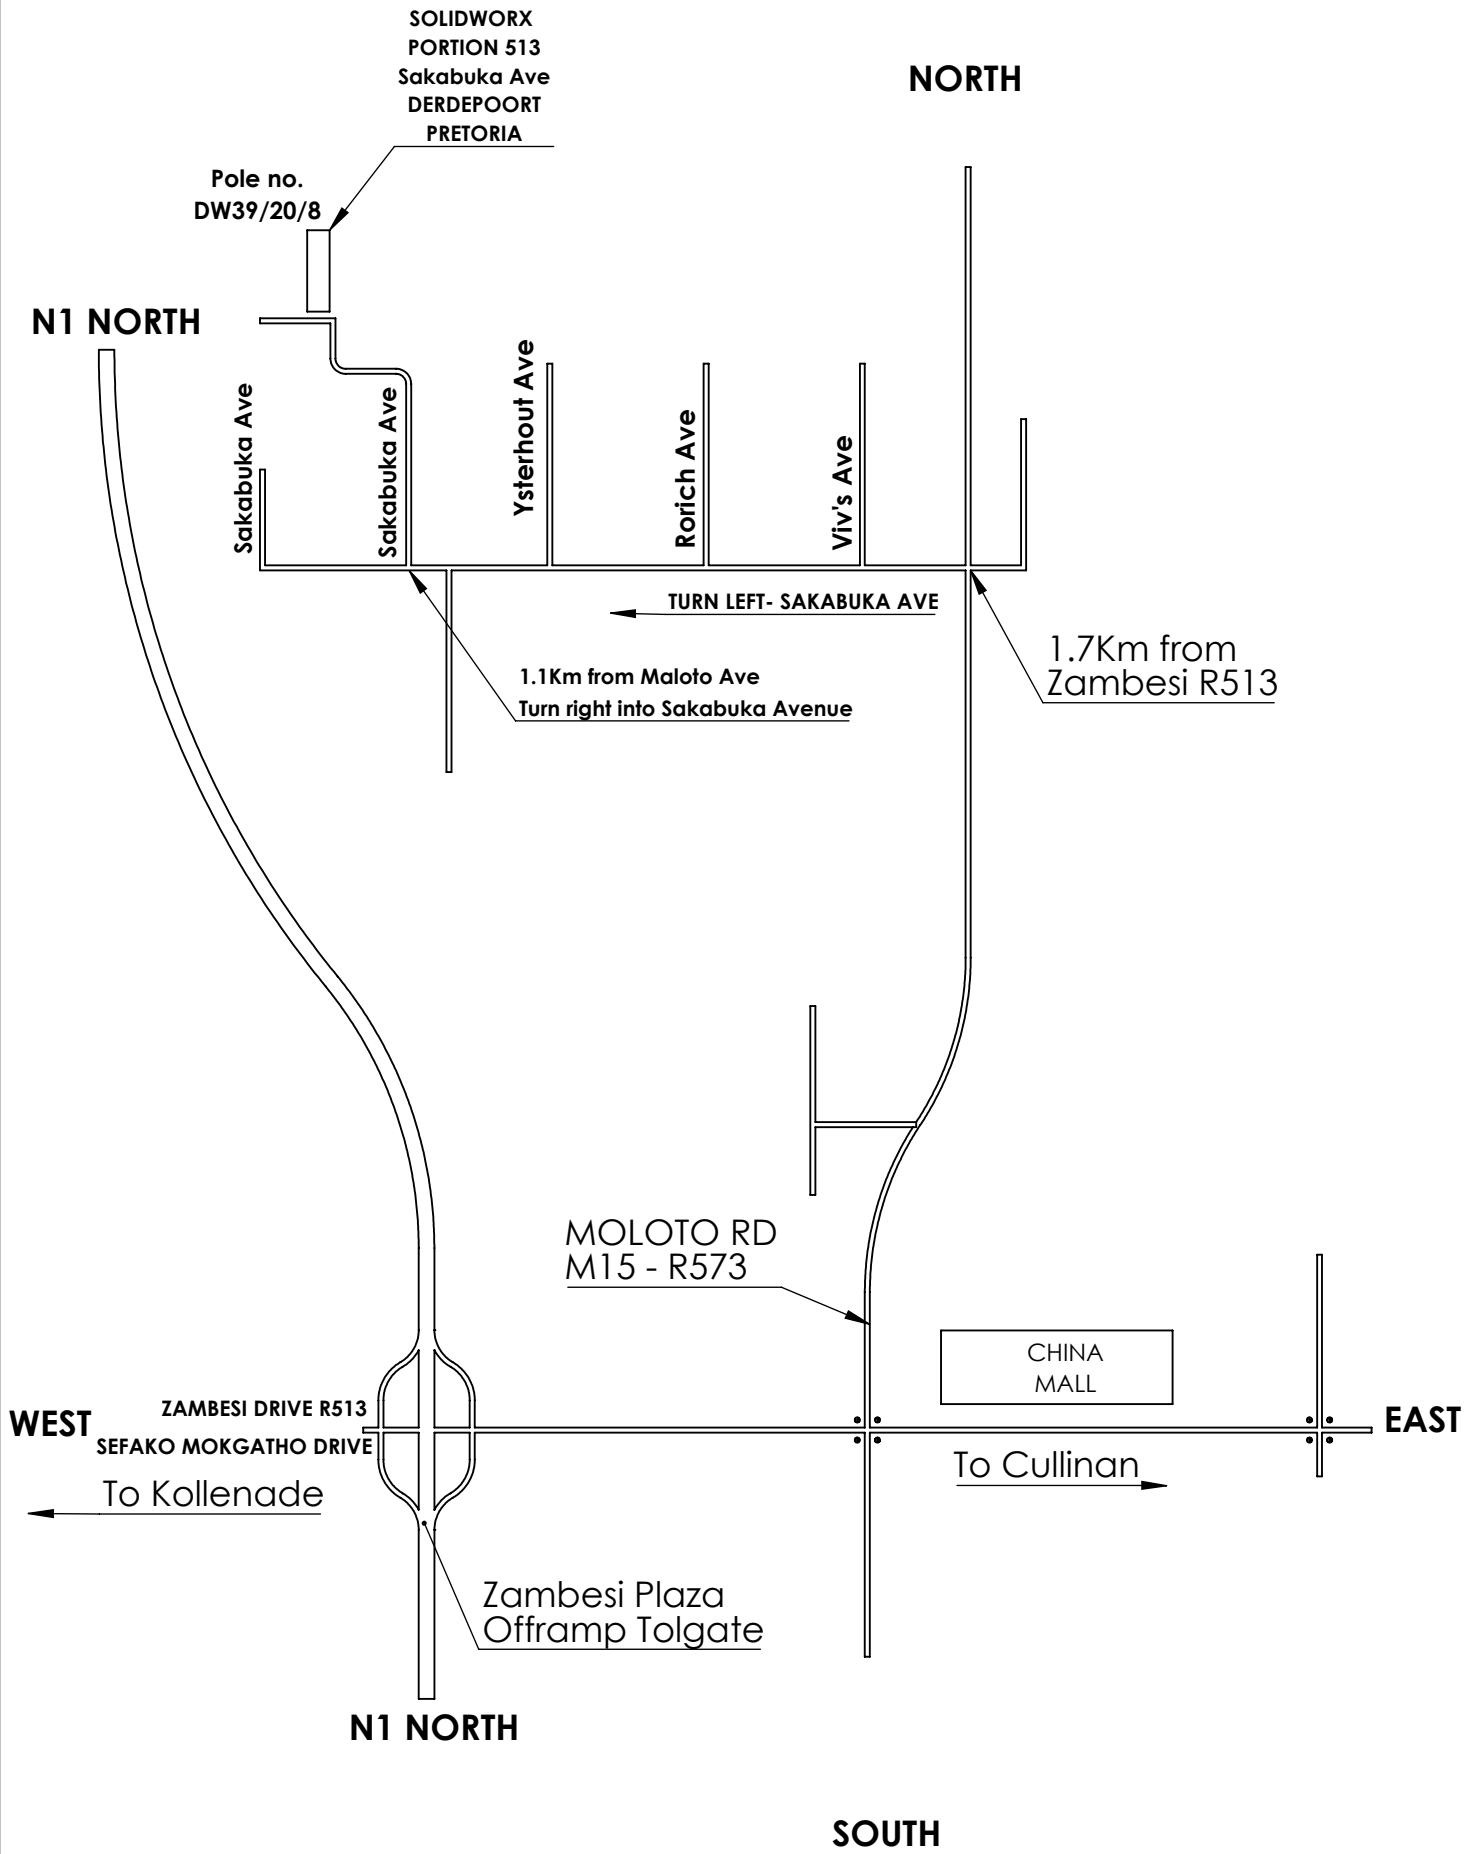 SOLIDWORX
PORTION 513
Sakabuka Ave
DERDEPOORT
PRETORIA
NORTH
Pole no.
DW39/20/8
N1 NORTH
Sakabuka Ave
Sakabuka Ave
Ysterhout Ave
Rorich Ave
Viv's Ave
TURN LEFT- SAKABUKA AVE
1.7Km from
Zambesi R513
1.1Km from Maloto Ave
Turn right into Sakabuka Avenue
MOLOTO RD
M15 - R573
CHINA
MALL
ZAMBESI DRIVE R513
WEST
SEFAKO MOKGATHO DRIVE
EAST
To Kollenade
To Cullinan
Zambesi Plaza
Offramp Tolgate
N1 NORTH
SOUTH